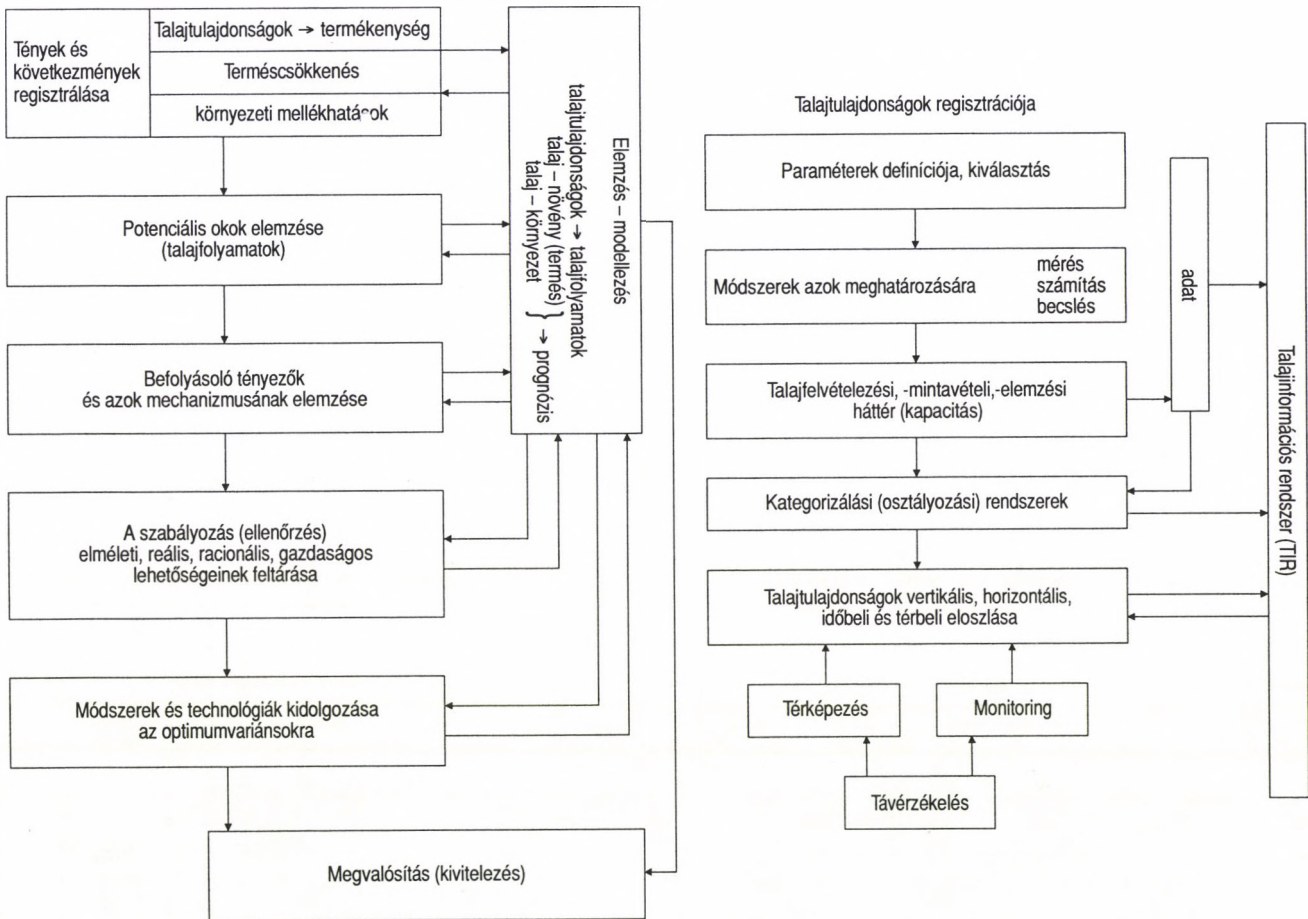 Tények és
következmények
regisztrálása
Talajtulajdonságok → termékenység
Terméscsökkenés
környezeti mellékhatások
Potenciális okok elemzése
(talajfolyamatok)
Befolyásoló tényezők
és azok mechanizmusának elemzése
A szabályozás (ellenőrzés)
elméleti, reális, racionális, gazdaságos
lehetőségeinek feltárása
Módszerek és technológiák kidolgozása
az optimumvariánsokra
Megvalósítás (kivitelezés)
Elemzés – modellezés
talajtulajdonságok → talajfolyamatok
talaj – növény (termés)
talaj – környezet
} → prognózis
Talajtulajdonságok regisztrációja
Paraméterek definíciója, kiválasztás
Módszerek azok meghatározására
mérés
számítás
becslés
Talajfelvételezési, -mintavételi,-elemzési
háttér (kapacitás)
Kategorizálási (osztályozási) rendszerek
Talajtulajdonságok vertikális, horizontális,
időbeli és térbeli eloszlása
Térképezés
Monitoring
Távérzékelés
adat
Talajinformációs rendszer (TIR)